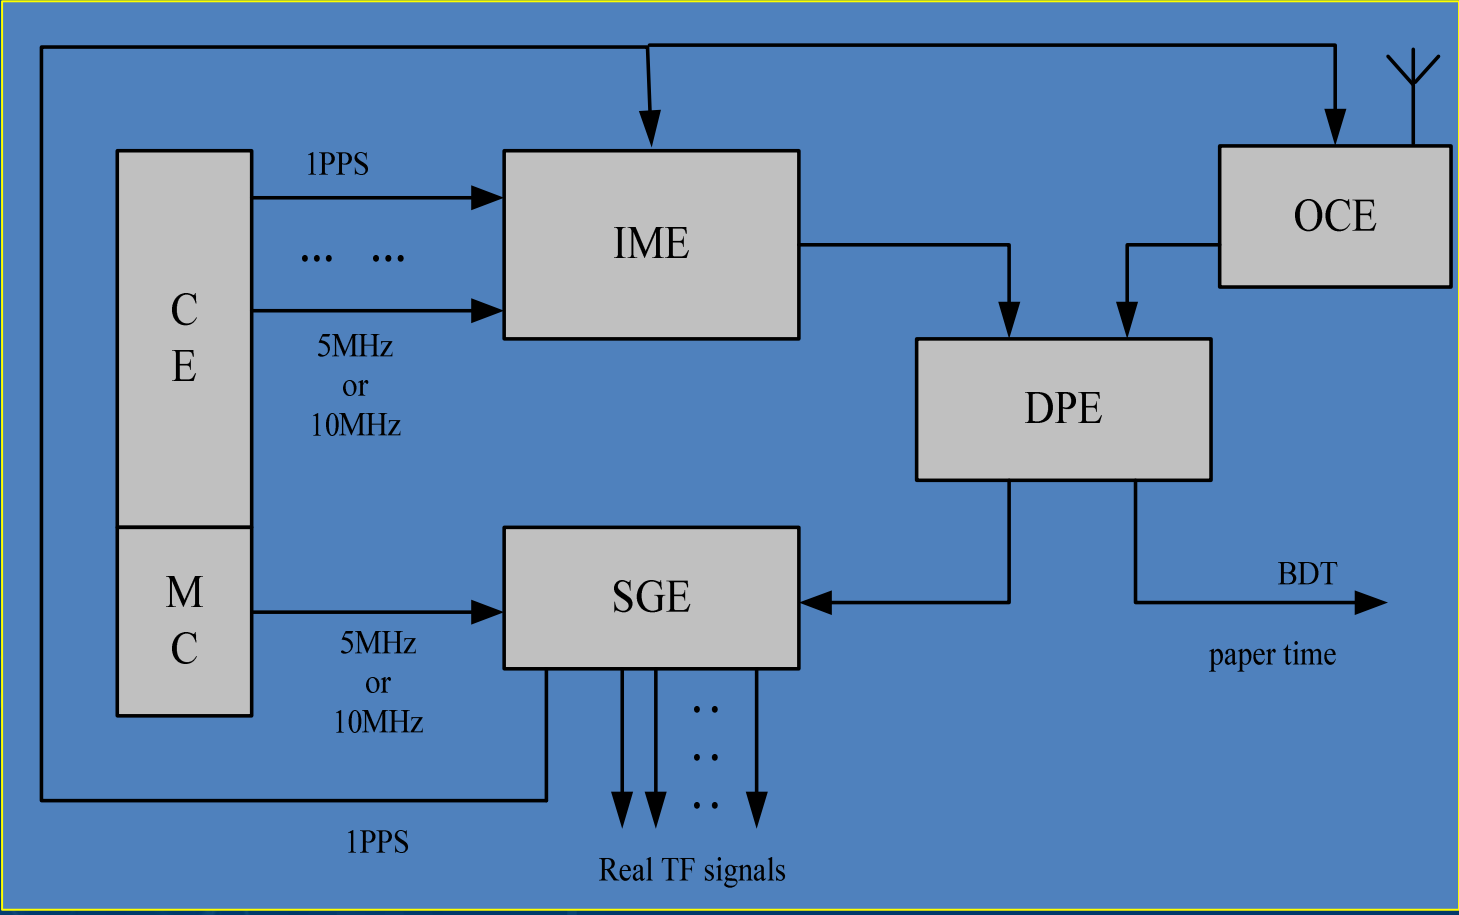 1PPS
IME
OCE
... ...
C
E
5MHz
or
10MHz
DPE
M
C
SGE
BDT
5MHz
or
10MHz
paper time
1PPS
Real TF signals